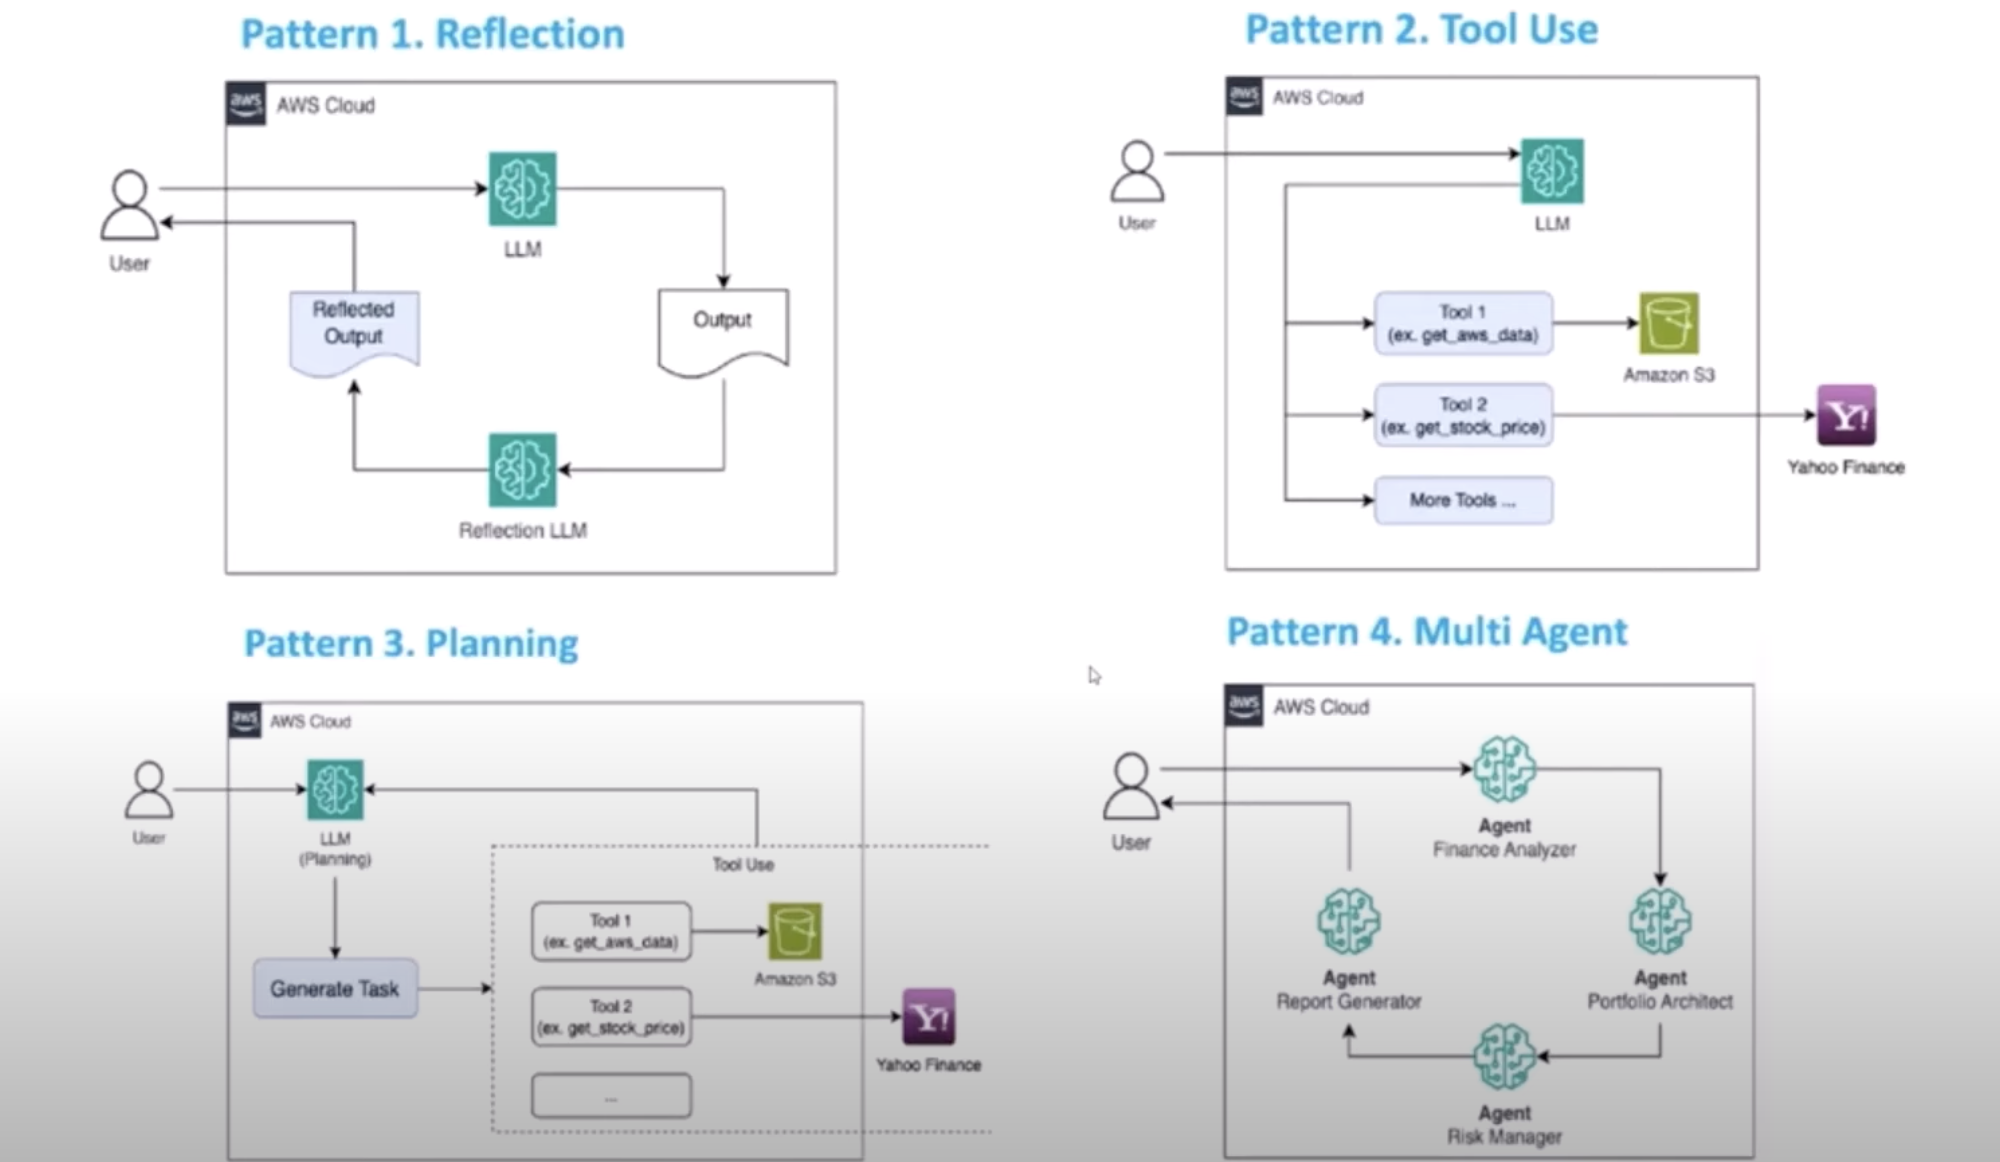 Pattern 1. Reflection
aws
AWS Cloud
User
LLM
Reflected
Output
Output
Reflection LLM
Pattern 2. Tool Use
aws
AWS Cloud
User
LLM
Tool 1
(ex. get_aws_data)
Amazon S3
Tool 2
(ex. get_stock_price)
Y!
Yahoo Finance
More Tools ...
Pattern 3. Planning
aws
AWS Cloud
User
LLM
(Planning)
Tool Use
Generate Task
Tool 1
(ex. get_aws_data)
Amazon S3
Tool 2
(ex. get_stock_price)
Y!
Yahoo Finance
...
Pattern 4. Multi Agent
aws
AWS Cloud
User
Agent
Finance Analyzer
Agent
Report Generator
Agent
Portfolio Architect
Agent
Risk Manager